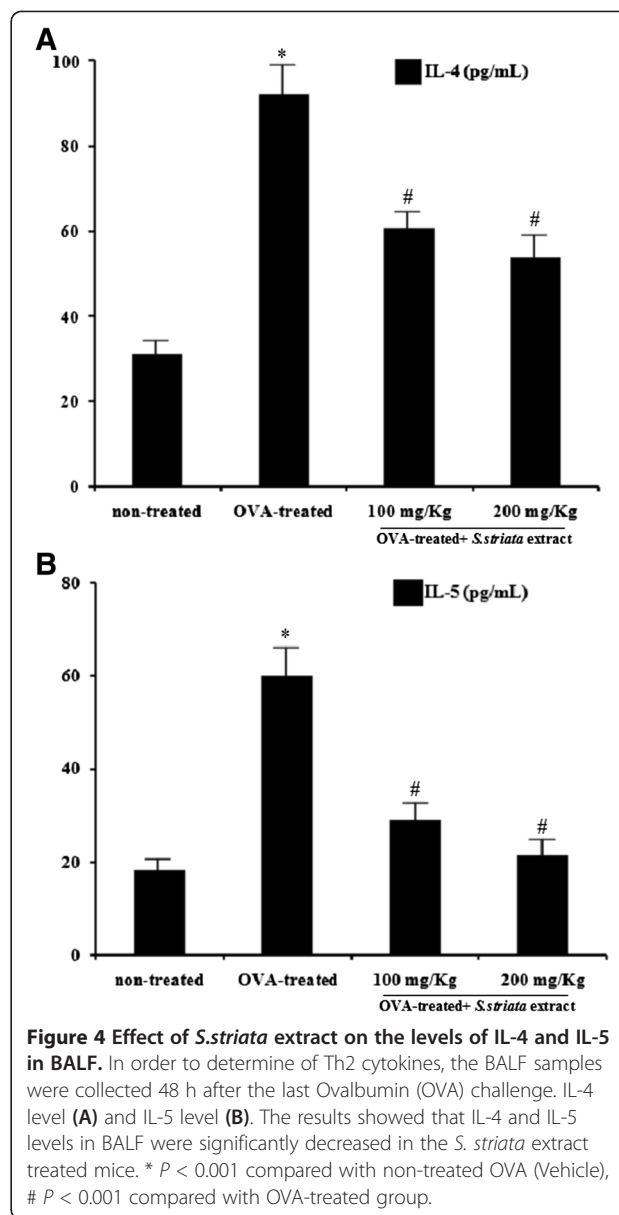 A
100
80
60
40
20
0
IL-4 (pg/mL)
*
#
#
non-treated OVA-treated 100 mg/Kg 200 mg/Kg
OVA-treated+ S.striata extract
B
80
60
40
20
0
IL-5 (pg/mL)
*
#
#
non-treated OVA-treated 100 mg/Kg 200 mg/Kg
OVA-treated+ S.striata extract
Figure 4 Effect of S.striata extract on the levels of IL-4 and IL-5
in BALF. In order to determine of Th2 cytokines, the BALF samples
were collected 48 h after the last Ovalbumin (OVA) challenge. IL-4
level (A) and IL-5 level (B). The results showed that IL-4 and IL-5
levels in BALF were significantly decreased in the S. striata extract
treated mice. * P < 0.001 compared with non-treated OVA (Vehicle),
# P < 0.001 compared with OVA-treated group.